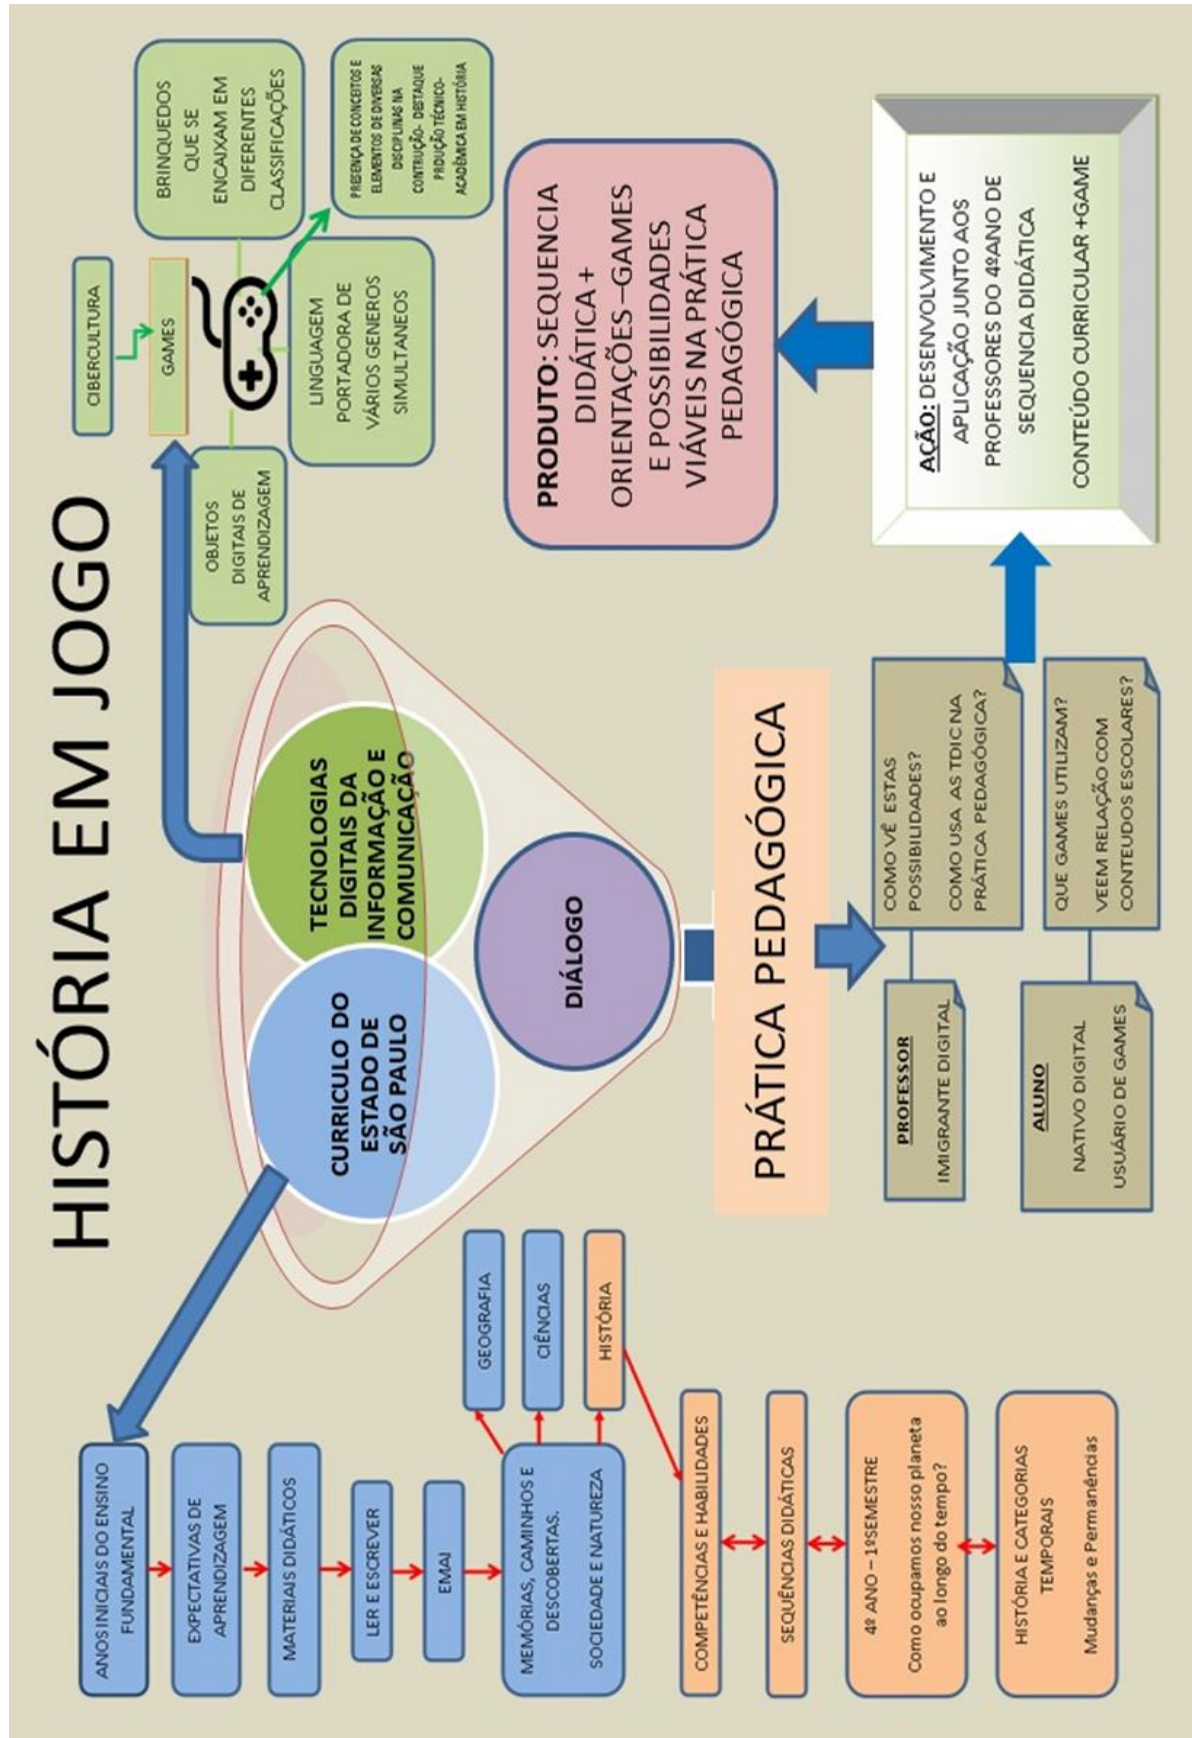 HISTÓRIA EM JOGO
ANOS INICIAIS DO ENSINO
FUNDAMENTAL
EXPECTATIVAS DE
APRENDIZAGEM
MATERIAIS DIDÁTICOS
LER E ESCREVER
EMAI
MEMÓRIAS, CAMINHOS E
DESCOBERTAS.
SOCIEDADE E NATUREZA
GEOGRAFIA
CIÊNCIAS
HISTÓRIA
COMPETÊNCIAS E HABILIDADES
SEQUÊNCIAS DIDÁTICAS
4º ANO – 1ºSEMESTRE
Como ocupamos nosso planeta
ao longo do tempo?
HISTÓRIA E CATEGORIAS
TEMPORAIS
Mudanças e Permanências
CURRICULO DO
ESTADO DE
SÃO PAULO
TECNOLOGIAS
DIGITAIS DA
INFORMAÇÃO E
COMUNICAÇÃO
DIÁLOGO
PRÁTICA PEDAGÓGICA
PROFESSOR
IMIGRANTE DIGITAL
COMO VÊ ESTAS
POSSIBILIDADES?
COMO USA AS TDIC NA
PRÁTICA PEDAGÓGICA?
ALUNO
NATIVO DIGITAL
USUÁRIO DE GAMES
QUE GAMES UTILIZAM?
VEEM RELAÇÃO COM
CONTEUDOS ESCOLARES?
CIBERCULTURA
GAMES
OBJETOS
DIGITAIS DE
APRENDIZAGEM
BRINQUEDOS
QUE SE
ENCAIXAM EM
DIFERENTES
CLASSIFICAÇÕES
LINGUAGEM
PORTADORA DE
VÁRIOS GENEROS
SIMULTANEOS
PRESENÇA DE CONCEITOS E
ELEMENTOS DE DIVERSAS
DISCIPLINAS NA
CONTRUÇÃO- DESTAQUE
PRDUÇÃO TÉCNICO-
ACADÊMICA EM HISTÓRIA
PRODUTO: SEQUENCIA
DIDÁTICA +
ORIENTAÇÕES –GAMES
E POSSIBILIDADES
VIÁVEIS NA PRÁTICA
PEDAGÓGICA
AÇÃO: DESENVOLVIMENTO E
APLICAÇÃO JUNTO AOS
PROFESSORES DO 4ºANO DE
SEQUENCIA DIDÁTICA
CONTEÚDO CURRICULAR +GAME